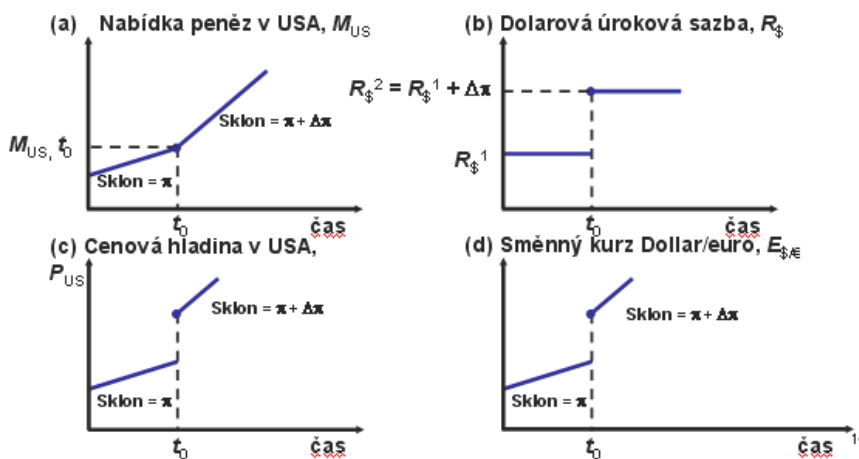 (a) Nabídka peněz v USA, MUS
(b) Dolarová úroková sazba, R$
R$2 = R$1 + Δπ
Sklon = π + Δπ
MUS, t0
R$1
Sklon = π
t0
čas
t0
čas
(c) Cenová hladina v USA,
(d) Směnný kurz Dollar/euro, E$/€
PUS
Sklon = π + Δπ
Sklon = π + Δπ
Sklon = π
Sklon = π
t0
čas
t0
čas